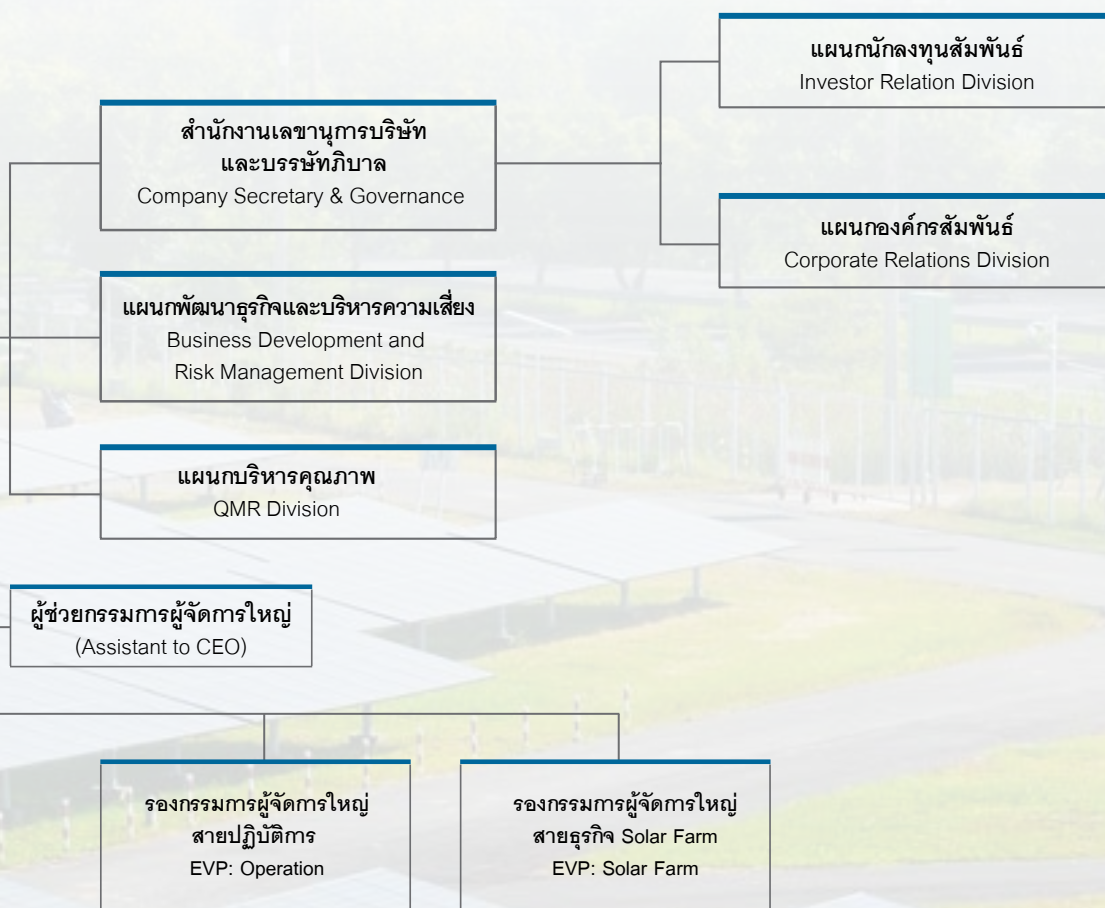 แผนกนักลงทุนสัมพันธ์
Investor Relation Division
สำนักงานเลขานุการบริษัท
และบรรษัทภิบาล
Company Secretary & Governance
แผนกองค์กรสัมพันธ์
Corporate Relations Division
แผนกพัฒนาธุรกิจและบริหารความเสี่ยง
Business Development and
Risk Management Division
แผนกบริหารคุณภาพ
QMR Division
ผู้ช่วยกรรมการผู้จัดการใหญ่
(Assistant to CEO)
รองกรรมการผู้จัดการใหญ่
สายปฏิบัติการ
EVP: Operation
รองกรรมการผู้จัดการใหญ่
สายธุรกิจ Solar Farm
EVP: Solar Farm